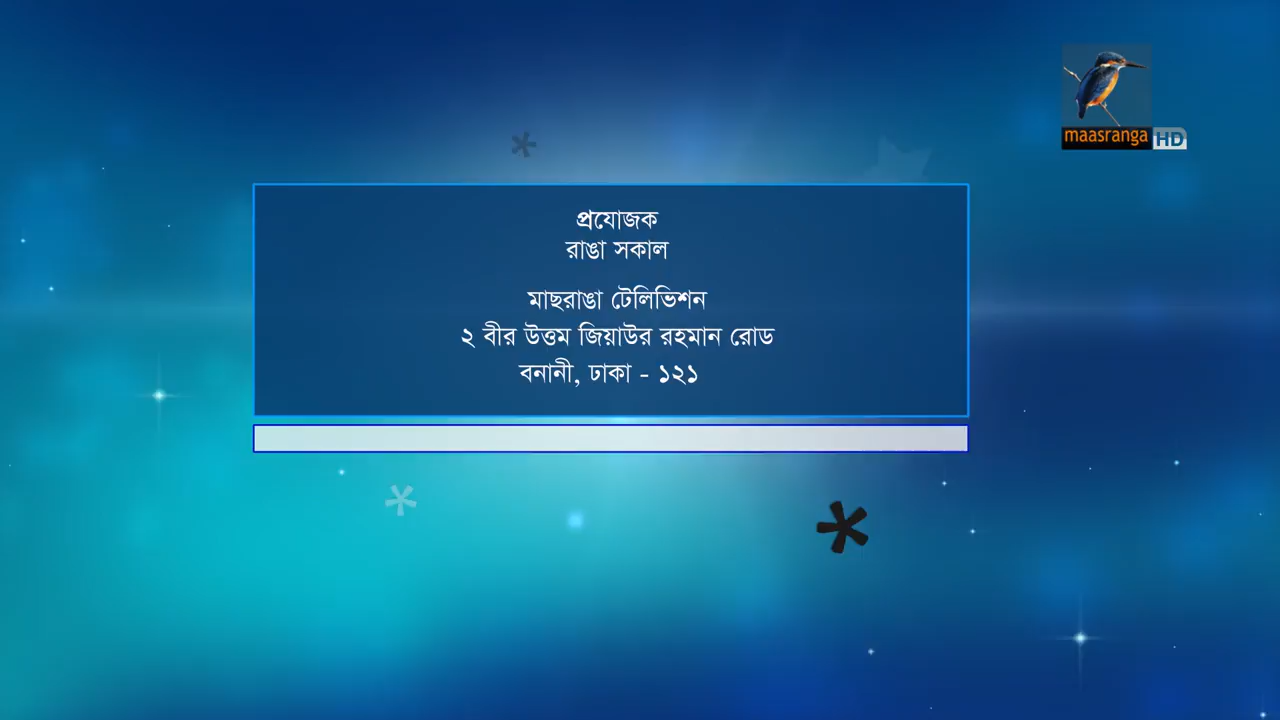 maasranga HD
প্রযোজক
রাঙা সকাল
মাছরাঙা টেলিভিশন
২ বীর উত্তম জিয়াউর রহমান রোড
বনানী, ঢাকা - ১২১